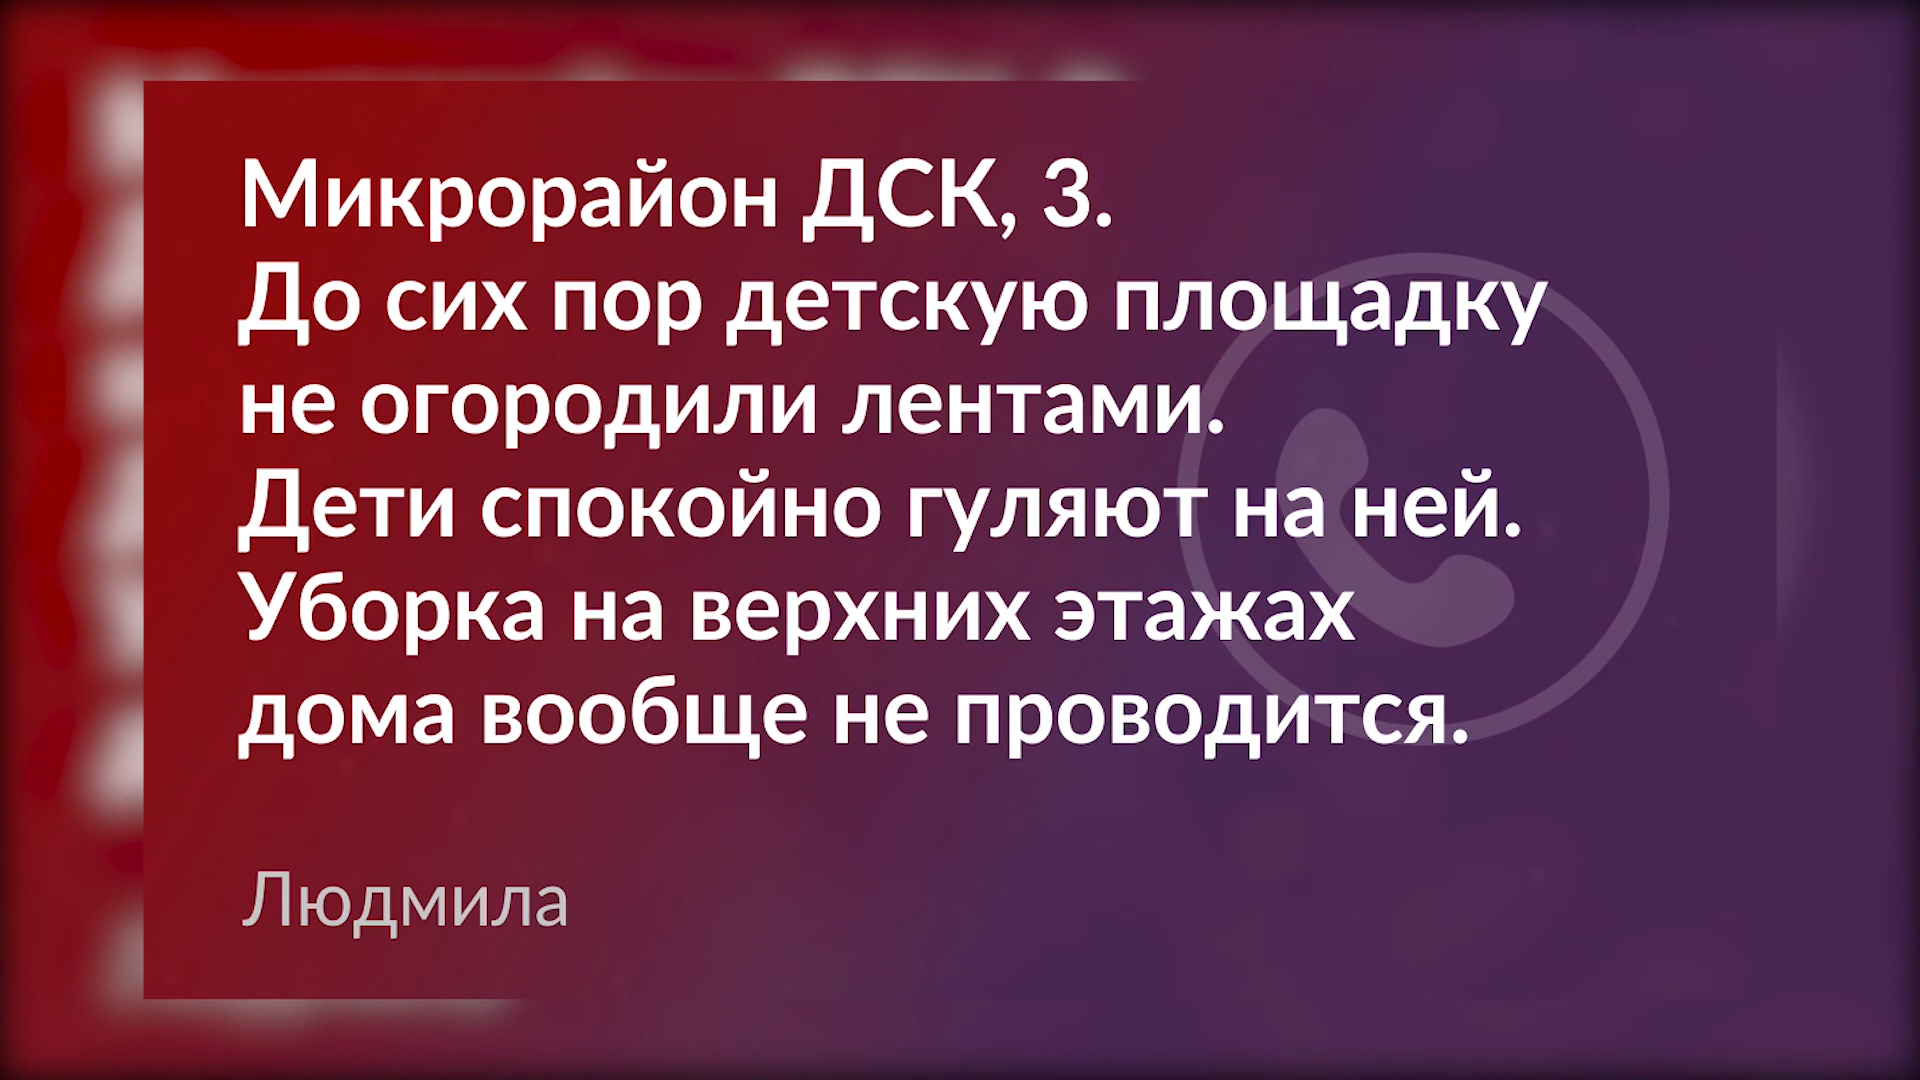 Микрорайон ДСК, 3.
До сих пор детскую площадку
не огородили лентами.
Дети спокойно гуляют на ней.
Уборка на верхних этажах
дома вообще не проводится.
Людмила